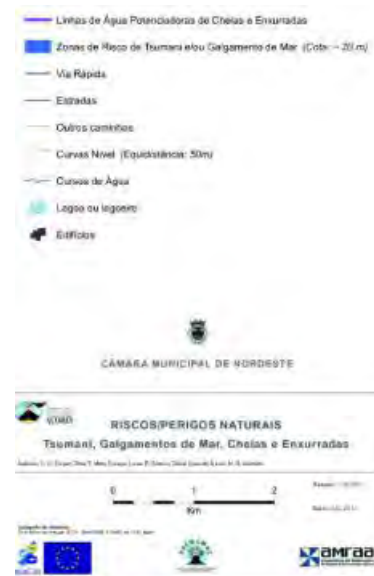 Linhas de Água Potenciadoras de Cheias e Enxurradas
Zonas de Risco de Tsumani e/ou Galgamento de Mar (Cota: ~ 20 m)
Via Rápida
Estradas
Outros caminhos
Curvas Nível (Equidistância: 50m)
Cursos de Água
Lagoa ou lagoeiro
Edifícios
CÂMARA MUNICIPAL DE NORDESTE
RISCOS/PERIGOS NATURAIS
Tsumani, Galgamentos de Mar, Cheias e Enxurradas
0 1 2
Km
amraa